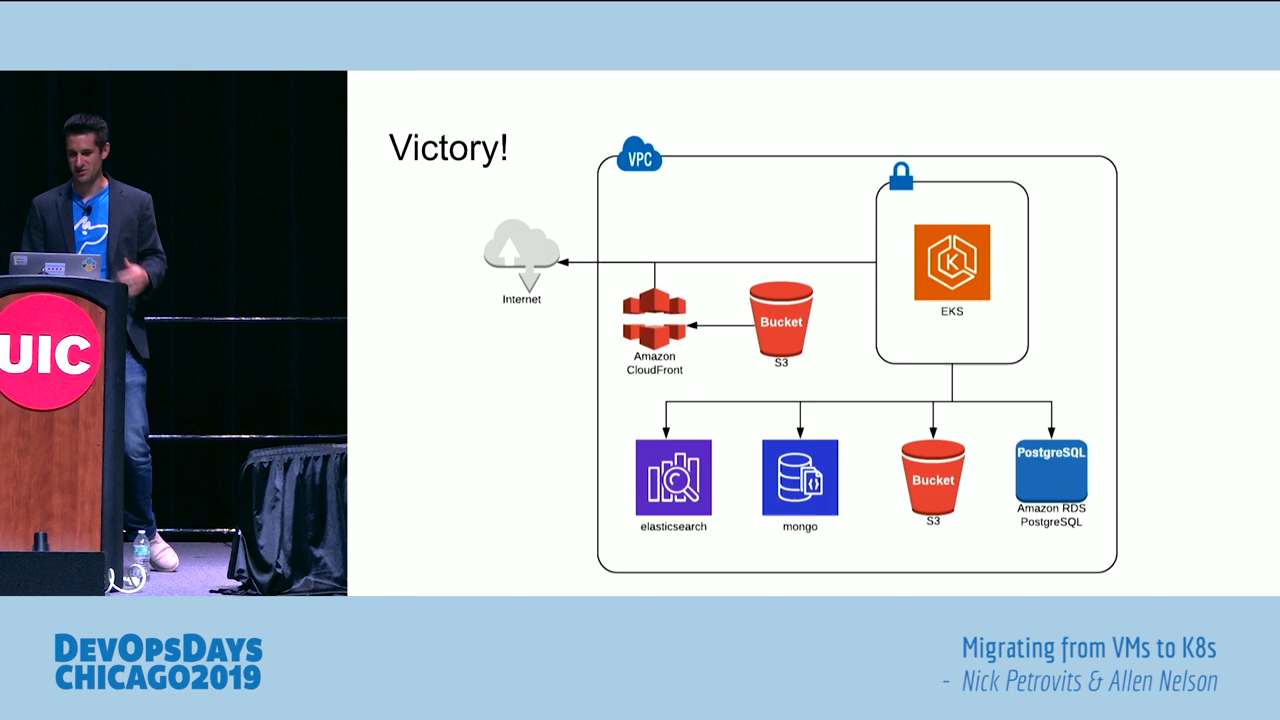 Victory!
VPC
Internet
K
EKS
Bucket
S3
Amazon
CloudFront
elasticsearch
mongo
Bucket
S3
PostgreSQL
Amazon RDS
PostgreSQL
UIC
DEVOPSDAYS
CHICAGO2019
Migrating from VMs to K8s
- Nick Petrovits & Allen Nelson